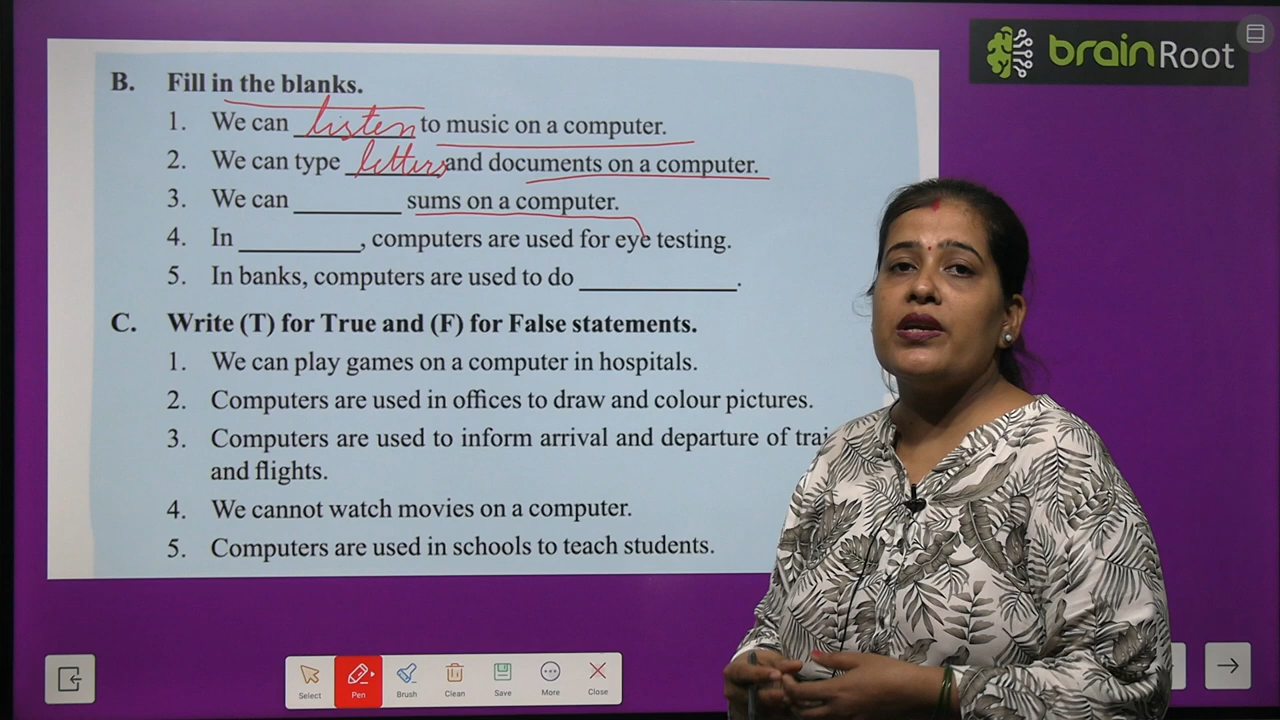 brainRoot
B. Fill in the blanks.
1. We can listen to music on a computer.
2. We can type letters and documents on a computer.
3. We can __________ sums on a computer.
4. In __________, computers are used for eye testing.
5. In banks, computers are used to do __________.
C. Write (T) for True and (F) for False statements.
1. We can play games on a computer in hospitals.
2. Computers are used in offices to draw and colour pictures.
3. Computers are used to inform arrival and departure of
and flights.
4. We cannot watch movies on a computer.
5. Computers are used in schools to teach students.
Select Pen Brush Clean Save More Close